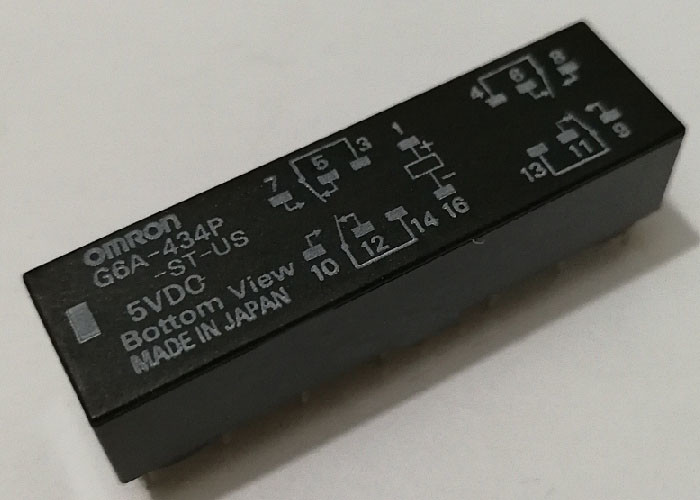 omron
G6A-434P
-ST-US
5VDC
Bottom View
MADE IN JAPAN
7 5 3
1
+
-
16
10 12 14
4 6 8
13 11 9